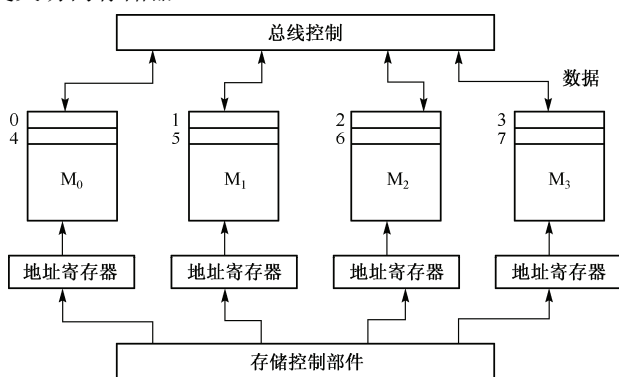 总线控制
数据
0 1 2 3
4 5 6 7
M0 M1 M2 M3
地址寄存器 地址寄存器 地址寄存器 地址寄存器
存储控制部件